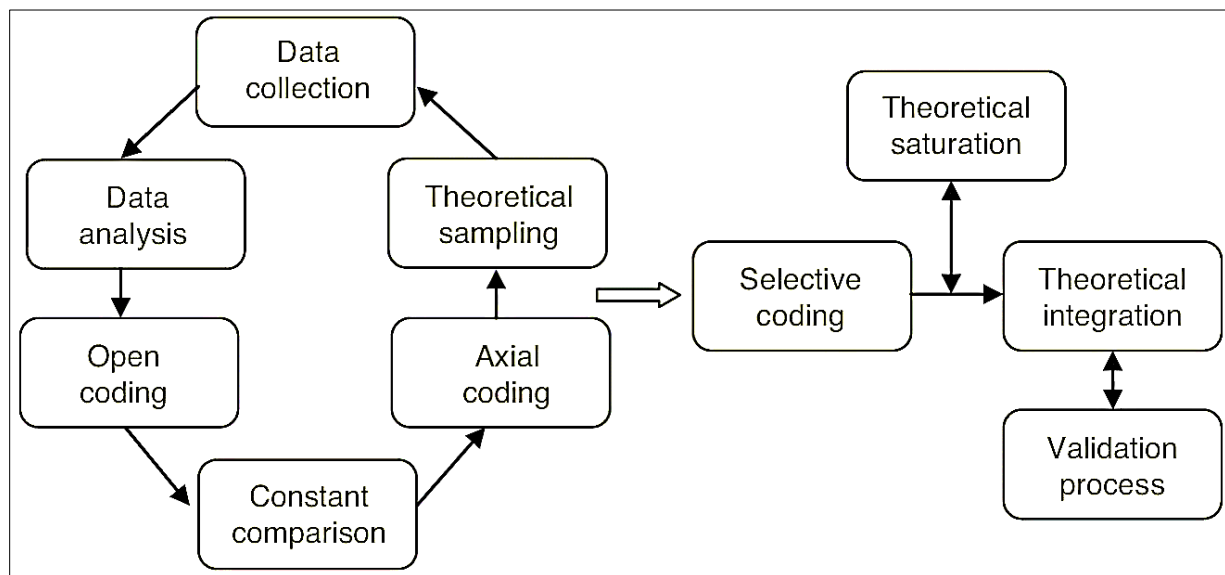 Data
collection
Data
analysis
Open
coding
Constant
comparison
Axial
coding
Theoretical
sampling
Selective
coding
Theoretical
saturation
Theoretical
integration
Validation
process